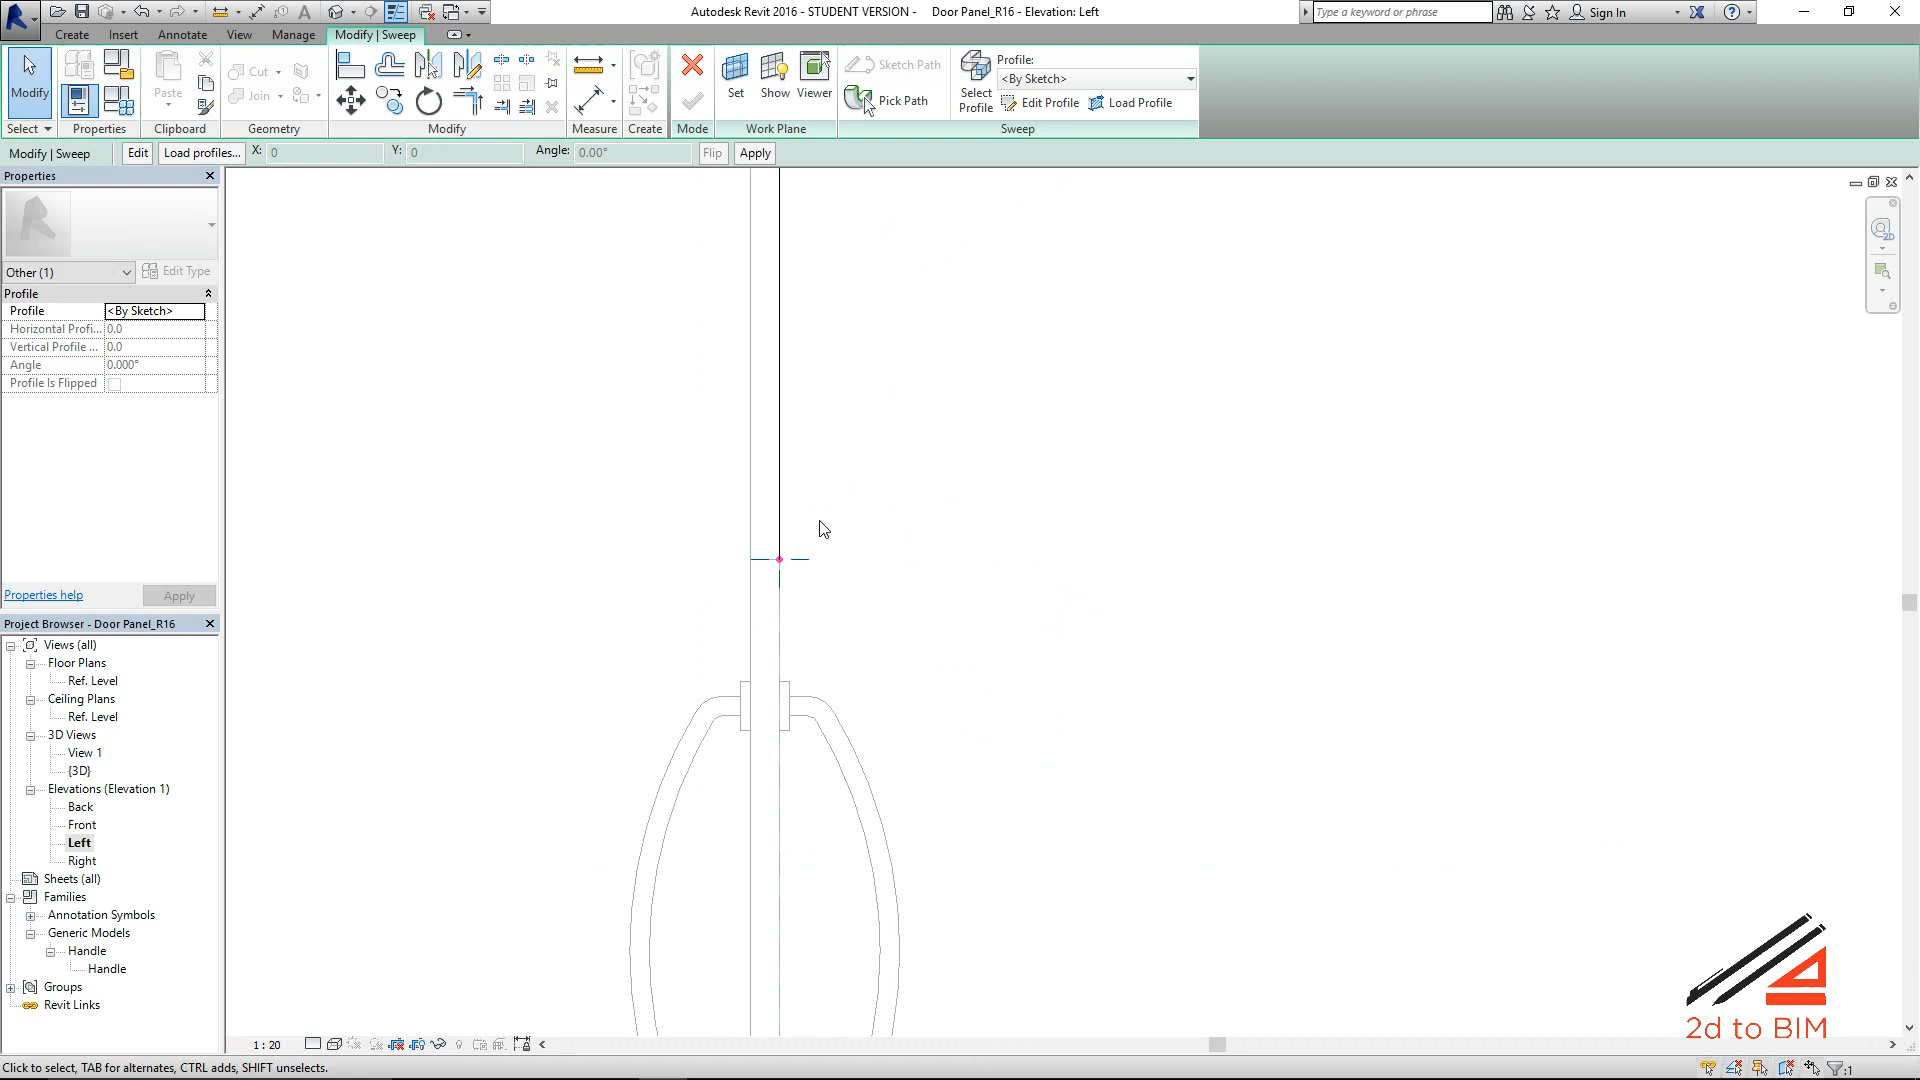 Autodesk Revit 2016 - STUDENT VERSION - Door Panel_R16 - Elevation: Left
Type a keyword or phrase
Sign In
Create Insert Annotate View Manage Modify | Sweep
Modify
Paste
Cut
Join
Set Show Viewer
Sketch Path
Pick Path
Select Profile
Profile:
<By Sketch>
Edit Profile Load Profile
Select Properties Clipboard Geometry Modify Measure Create Mode Work Plane Sweep
Modify | Sweep Edit Load profiles... X: 0 Y: 0 Angle: 0.00° Flip Apply
Properties
Other (1) Edit Type
Profile
Profile <By Sketch>
Horizontal Profi... 0.0
Vertical Profile ... 0.0
Angle 0.000°
Profile Is Flipped
Properties help Apply
Project Browser - Door Panel_R16
Views (all)
Floor Plans
Ref. Level
Ceiling Plans
Ref. Level
3D Views
View 1
{3D}
Elevations (Elevation 1)
Back
Front
Left
Right
Sheets (all)
Families
Annotation Symbols
Generic Models
Handle
Handle
Groups
Revit Links
2D
2d to BIM
1 : 20
Click to select, TAB for alternates, CTRL adds, SHIFT unselects.
:1